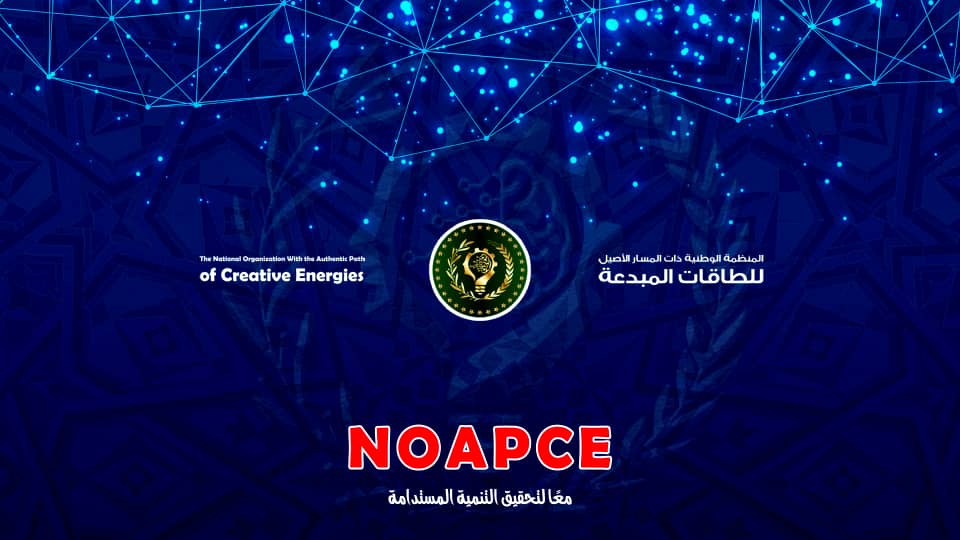 The National Organization With the Authentic Path
of Creative Energies
المنظمة الوطنية ذات المسار الأصيل
للطاقات المبدعة
NOAPCE
معًا لتحقيق التنمية المستدامة